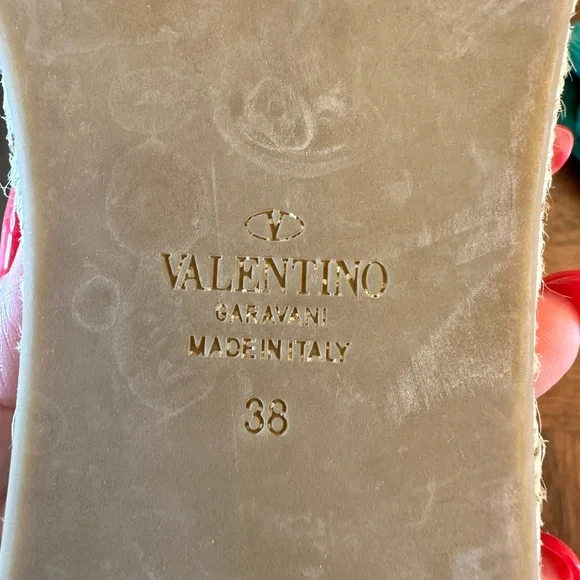 V
VALENTINO
GARAVANI
MADE IN ITALY
38